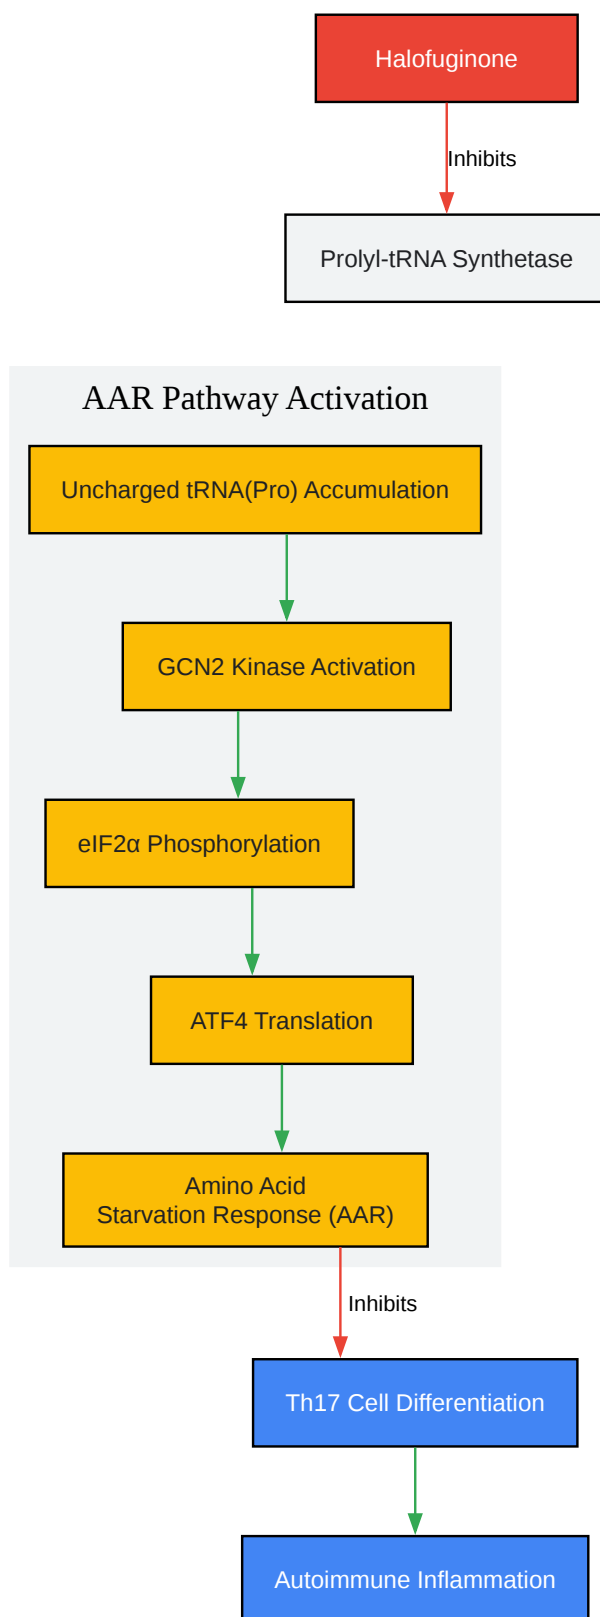 Halofuginone
Inhibits
Prolyl-tRNA Synthetase
AAR Pathway Activation
Uncharged tRNA(Pro) Accumulation
GCN2 Kinase Activation
eIF2α Phosphorylation
ATF4 Translation
Amino Acid
Starvation Response (AAR)
Inhibits
Th17 Cell Differentiation
Autoimmune Inflammation